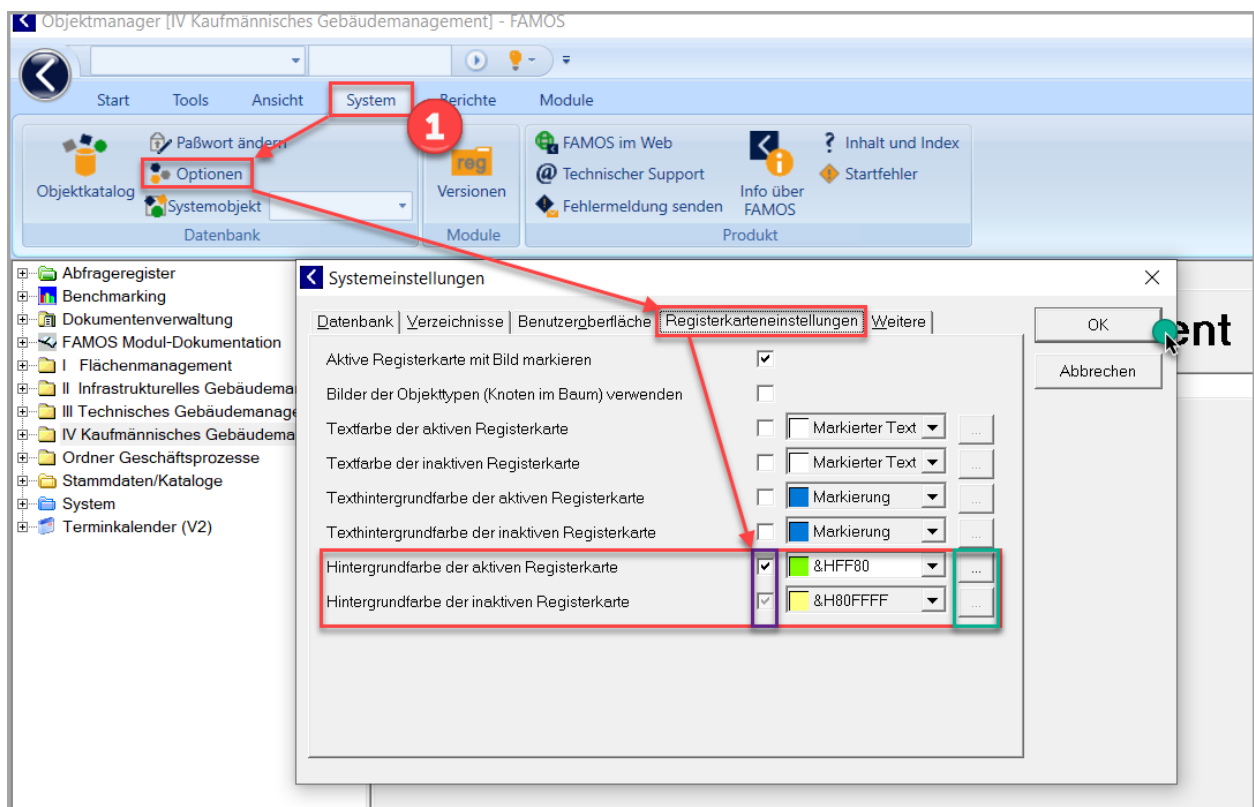 Objektmanager [IV Kaufmännisches Gebäudemanagement] - FAMOS
Start Tools Ansicht System Berichte Module
1
Objektkatalog
Paßwort ändern
Optionen
Systemobjekt
Datenbank
reg
Versionen
Module
FAMOS im Web
Technischer Support
Fehlermeldung senden
Info über
FAMOS
? Inhalt und Index
Startfehler
Produkt
Abfrageregister
Benchmarking
Dokumentenverwaltung
FAMOS Modul-Dokumentation
I Flächenmanagement
II Infrastrukturelles Gebäudema
III Technisches Gebäudemanage
IV Kaufmännisches Gebäudema
Ordner Geschäftsprozesse
Stammdaten/Kataloge
System
Terminkalender (V2)
ent
Systemeinstellungen
Datenbank Verzeichnisse Benutzeroberfläche Registerkarteneinstellungen Weitere
OK
Abbrechen
Aktive Registerkarte mit Bild markieren
Bilder der Objekttypen (Knoten im Baum) verwenden
Textfarbe der aktiven Registerkarte Markierter Text ...
Textfarbe der inaktiven Registerkarte Markierter Text ...
Texthintergrundfarbe der aktiven Registerkarte Markierung ...
Texthintergrundfarbe der inaktiven Registerkarte Markierung ...
Hintergrundfarbe der aktiven Registerkarte &HFF80 ...
Hintergrundfarbe der inaktiven Registerkarte &H80FFFF ...